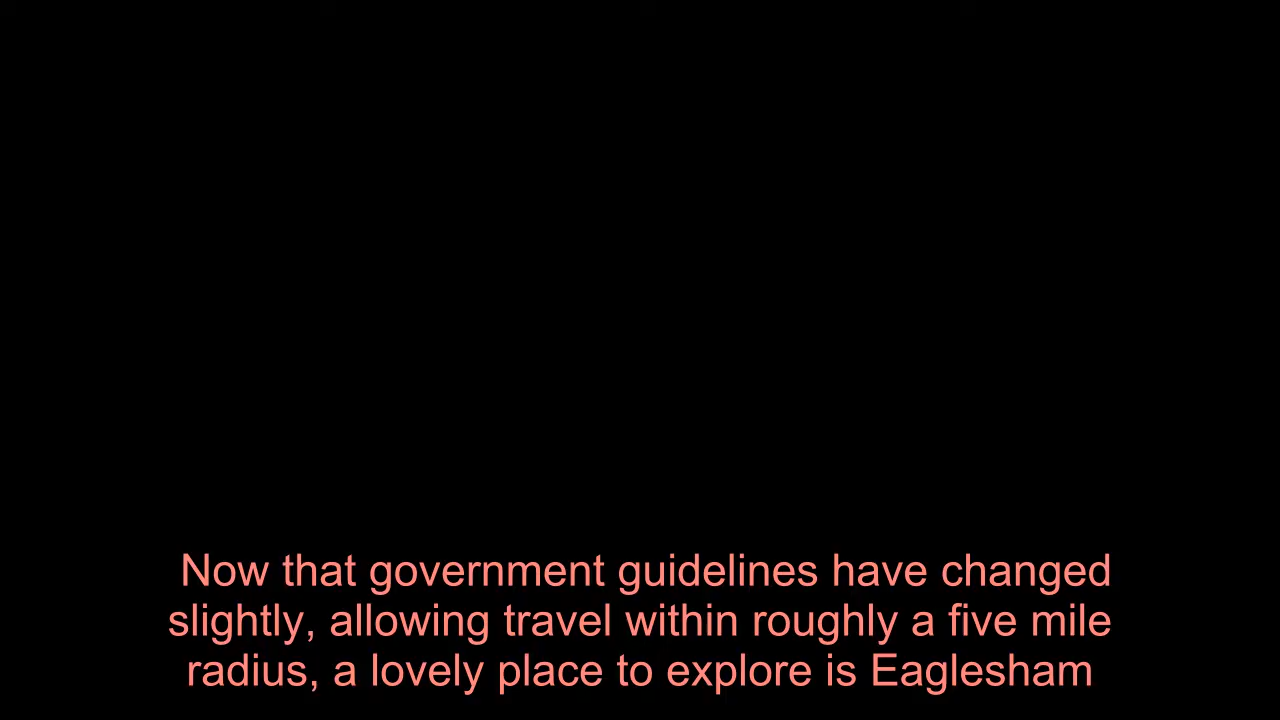 Now that government guidelines have changed
slightly, allowing travel within roughly a five mile
radius, a lovely place to explore is Eaglesham